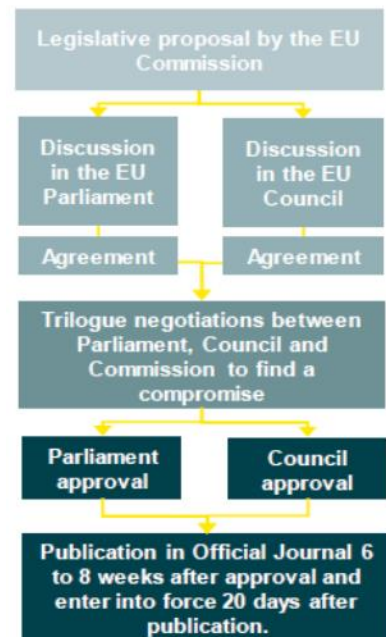 Legislative proposal by the EU
Commission
Discussion
in the EU
Parliament
Discussion
in the EU
Council
Agreement
Agreement
Trilogue negotiations between
Parliament, Council and
Commission to find a
compromise
Parliament
approval
Council
approval
Publication in Official Journal 6
to 8 weeks after approval and
enter into force 20 days after
publication.